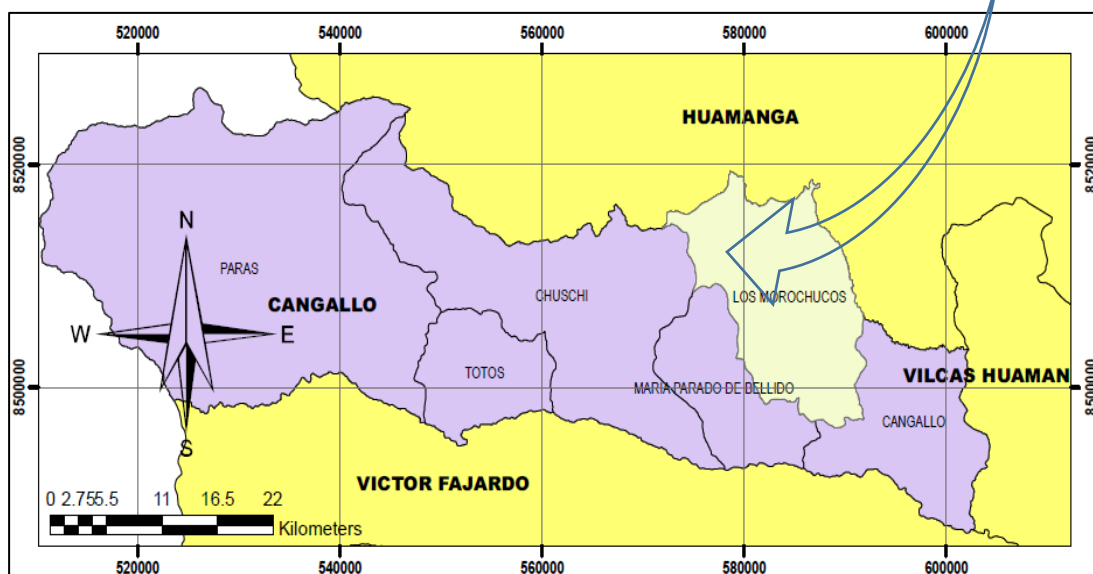 520000 540000 560000 580000 600000
HUAMANGA
8520000 8520000
N
PARAS
CHUSCHI
LOS MOROCHUCOS
CANGALLO
W E
TOTOS
MARIA PARADO DE BELLIDO
VILCAS HUAMAN
8500000 8500000
CANGALLO
S
VICTOR FAJARDO
0 2.75 5.5 11 16.5 22
Kilometers
520000 540000 560000 580000 600000